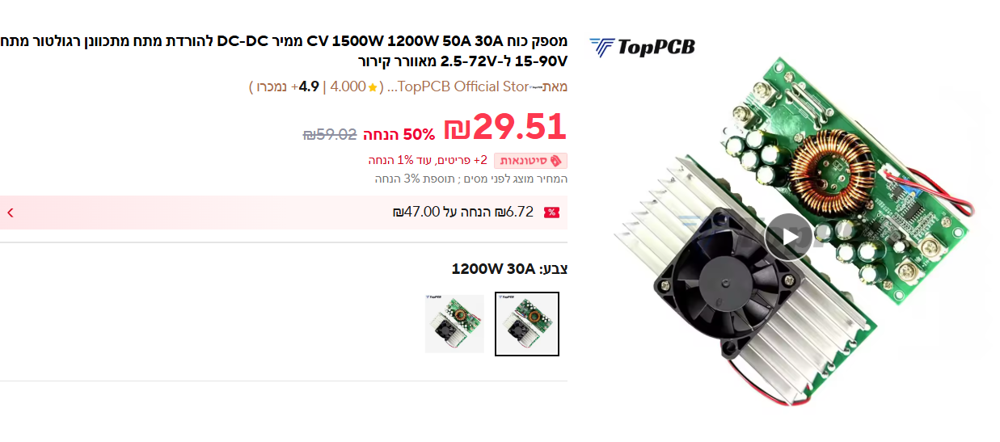 מספק כוח CV 1500W 1200W 50A 30A ממיר DC-DC להורדת מתח מתכוונן רגולטור מתח
15-90V ל-2.5-72V מאוורר קירור
מאת TopPCB Official Stor... (4.9 | 4.000+ נמכרו )
₪29.51 50% הנחה ₪59.02
סיטונאות 2+ פריטים, עוד 1% הנחה
המחיר מוצג לפני מסים ; תוספת 3% הנחה
₪6.72 הנחה על ₪47.00
צבע: 1200W 30A
TopPCB
TopPCB
TopPCB